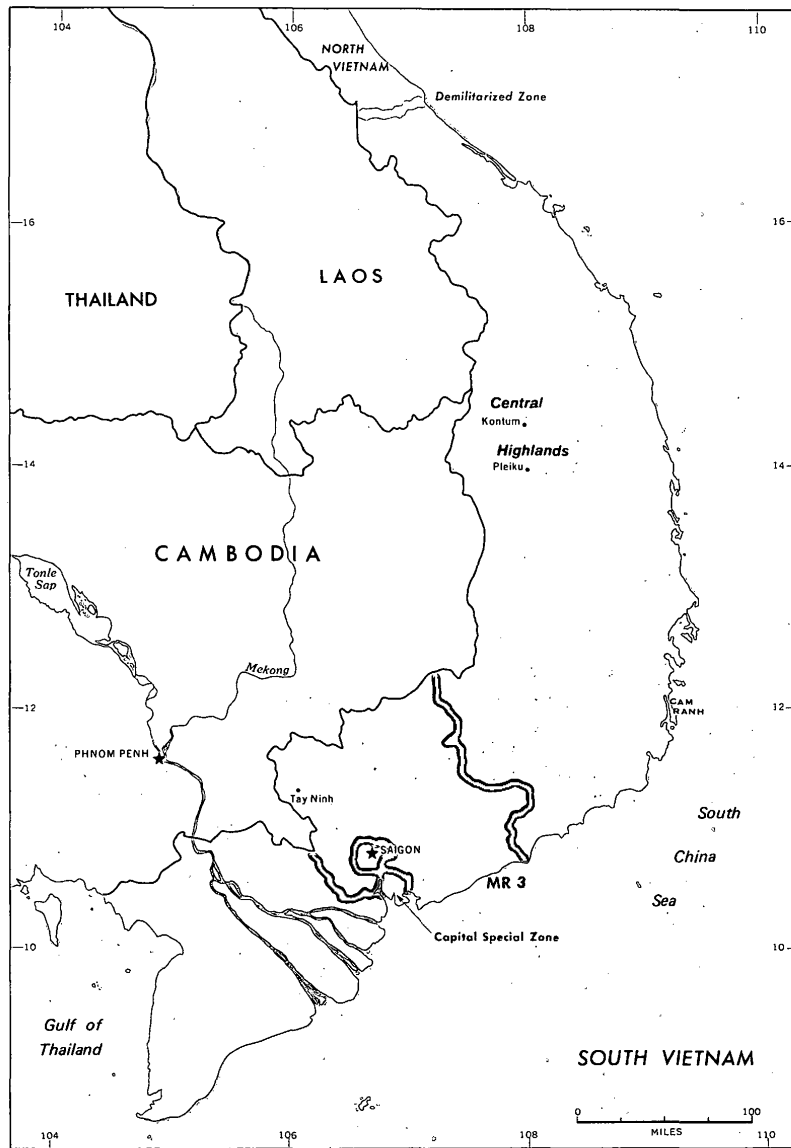 104
106
108
110
NORTH
VIETNAM
Demilitarized Zone
16
16
THAILAND
LAOS
Central
Kontum
Highlands
Pleiku
14
14
CAMBODIA
Tonle
Sap
Mekong
12
12
CAM
RANH
PHNOM PENH
Tay Ninh
SAIGON
South
China
Sea
MR 3
Capital Special Zone
10
10
Gulf of
Thailand
SOUTH VIETNAM
0 100
MILES
104
106
108
110